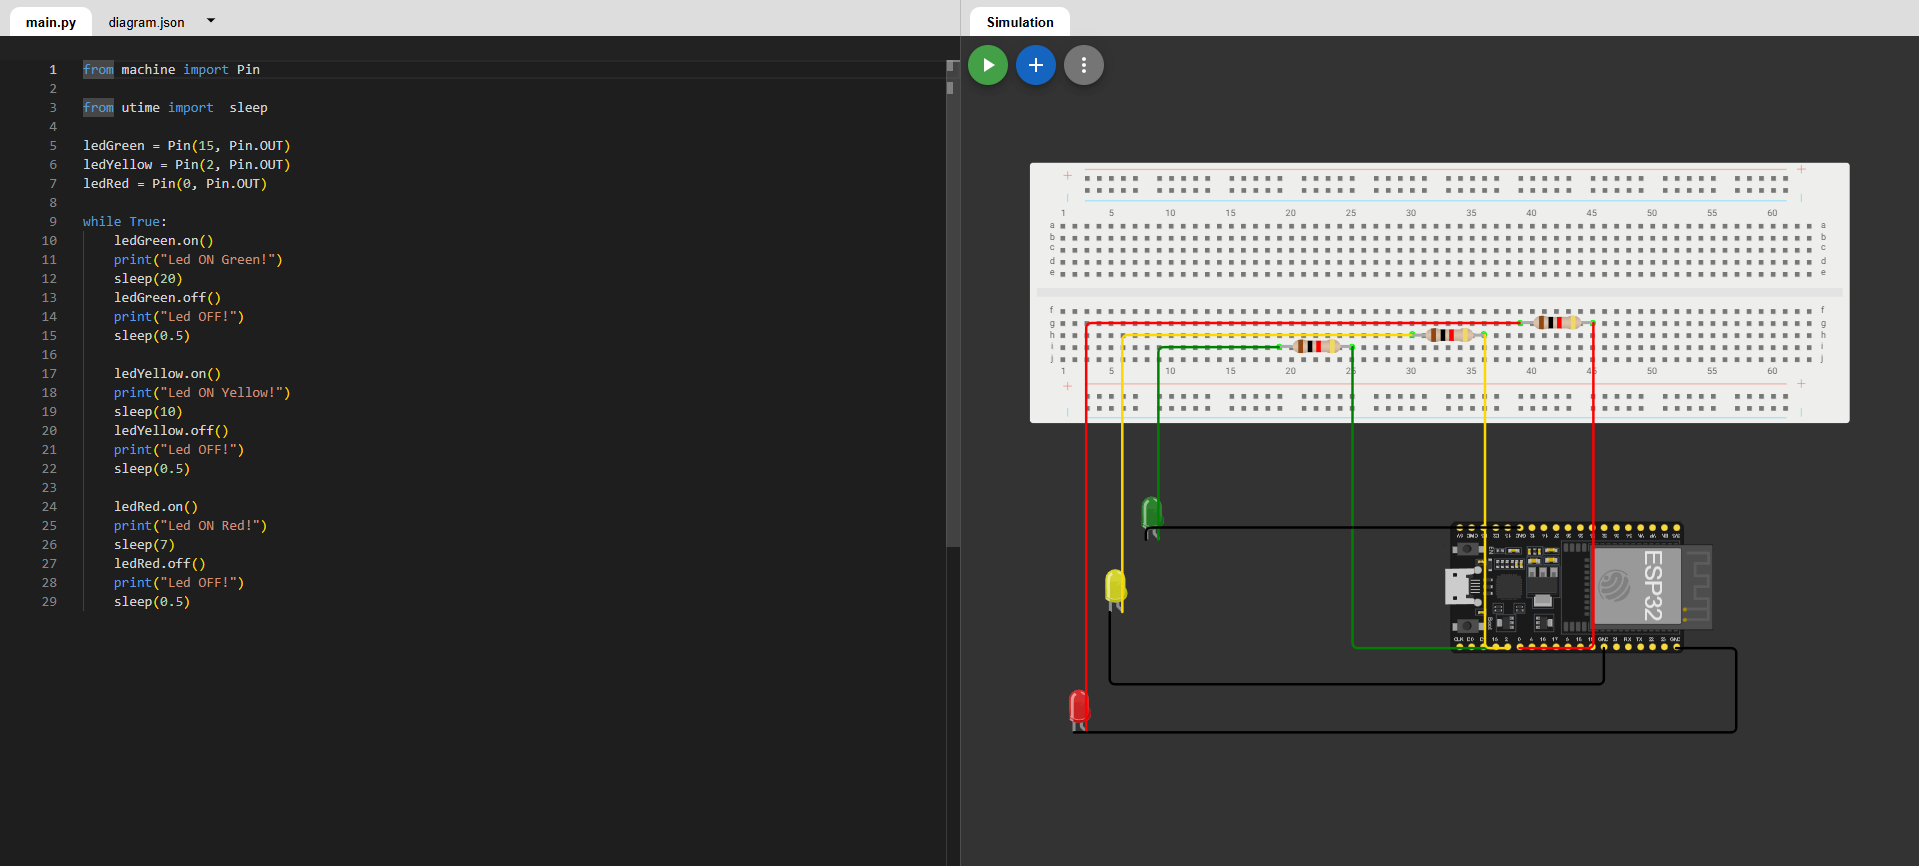 main.py
diagram.json
1 from machine import Pin
2
3 from utime import  sleep
4
5 ledGreen = Pin(15, Pin.OUT)
6 ledYellow = Pin(2, Pin.OUT)
7 ledRed = Pin(0, Pin.OUT)
8
9 while True:
10     ledGreen.on()
11     print("Led ON Green!")
12     sleep(20)
13     ledGreen.off()
14     print("Led OFF!")
15     sleep(0.5)
16
17     ledYellow.on()
18     print("Led ON Yellow!")
19     sleep(10)
20     ledYellow.off()
21     print("Led OFF!")
22     sleep(0.5)
23
24     ledRed.on()
25     print("Led ON Red!")
26     sleep(7)
27     ledRed.off()
28     print("Led OFF!")
29     sleep(0.5)
Simulation
1 5 10 15 20 25 30 35 40 45 50 55 60
a a
b b
c c
d d
e e
f f
g g
h h
i i
j j
1 5 10 15 20 25 30 35 40 45 50 55 60
ESP32
EN
Boot